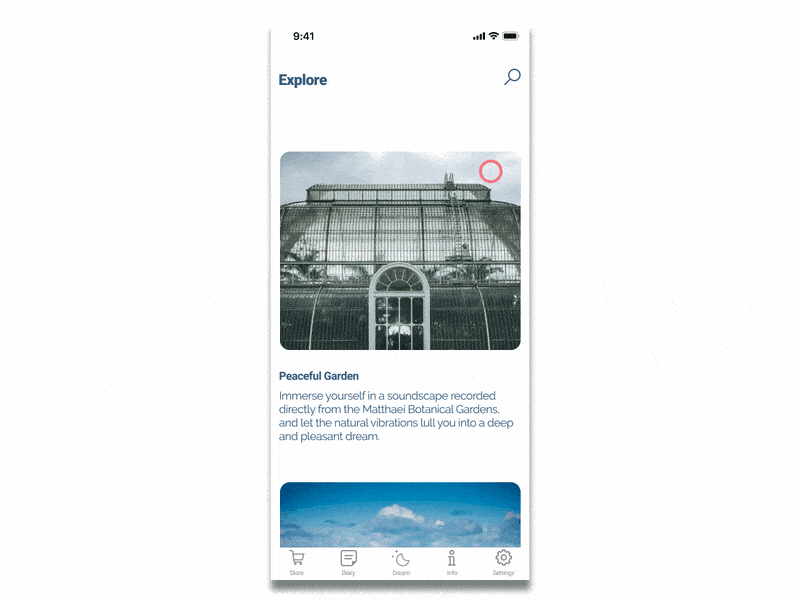 9:41
Explore
Peaceful Garden
Immerse yourself in a soundscape recorded
directly from the Matthaei Botanical Gardens,
and let the natural vibrations lull you into a deep
and pleasant dream.
Store
Diary
Dream
Info
Settings